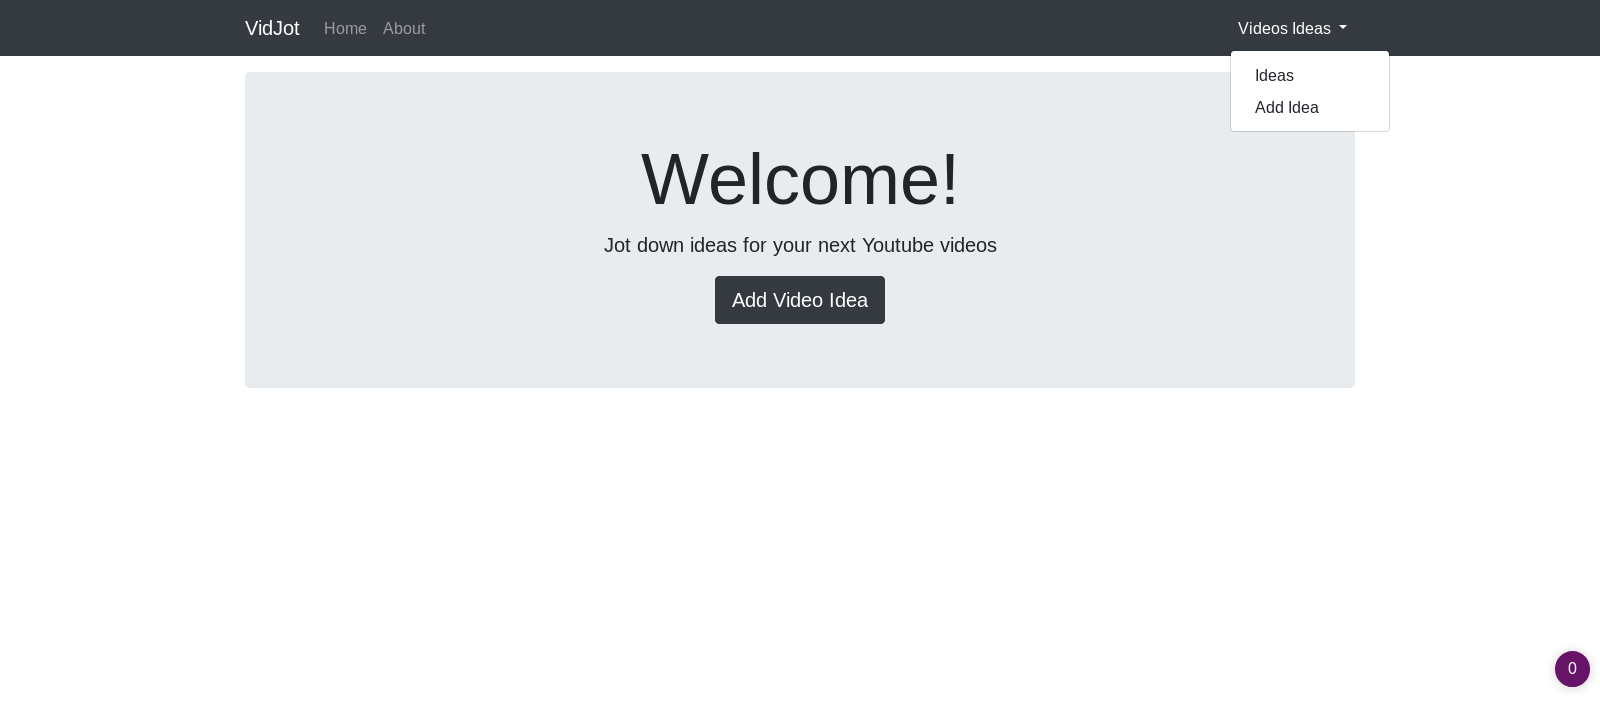 VidJot Home About Videos Ideas
Ideas
Add Idea
Welcome!
Jot down ideas for your next Youtube videos
Add Video Idea
0